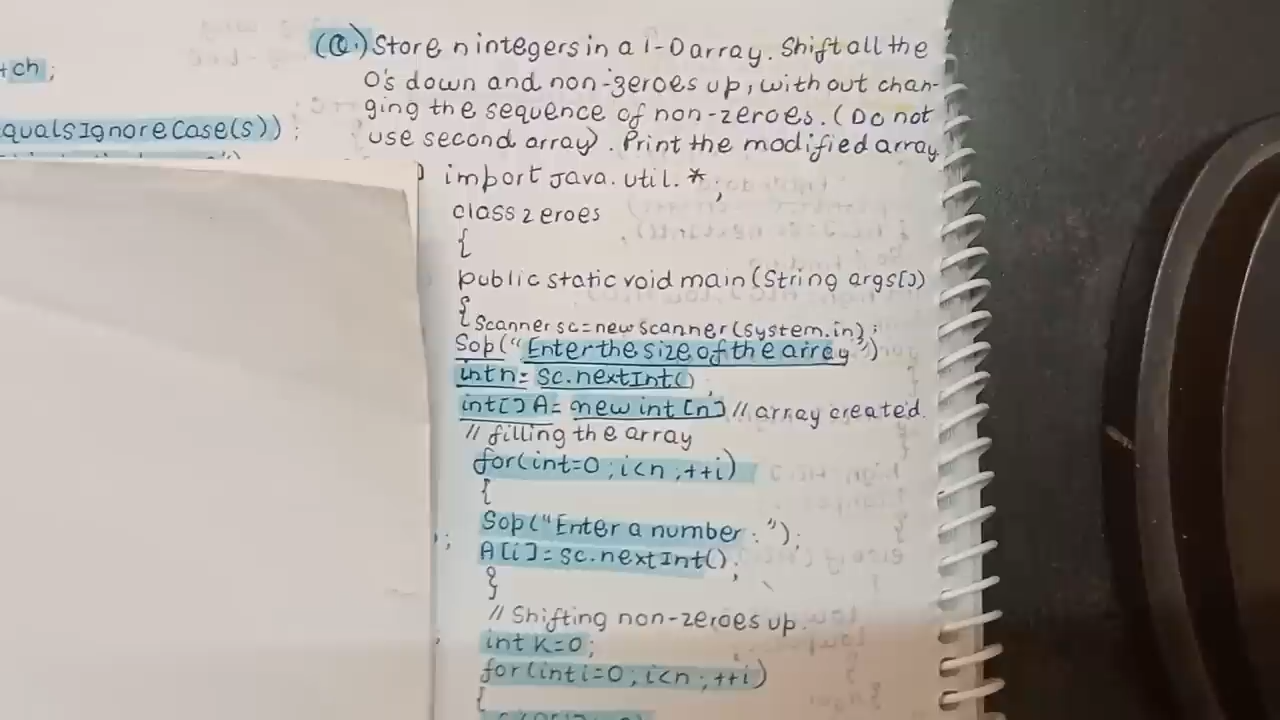 tch;
qualsIgnoreCase(s));
(Q.) Store n integers in a 1-D array. Shift all the
0's down and non-zeroes up, without chan-
ging the sequence of non-zeroes. (Do not
use second array). Print the modified array.
import java.util.*;
class zeroes
{
public static void main(String args[])
{ Scanner sc=new scanner(system.in);
Sop("Enter the size of the array")
int n= sc.nextInt();
int[] A= new int[n] // array created.
// filling the array
for(int=0; i<n; ++i)
{
Sop("Enter a number:");
A[i]=sc.nextInt();
}
// Shifting non-zeroes up.
int k=0;
for(int i=0; i<n; ++i)
{